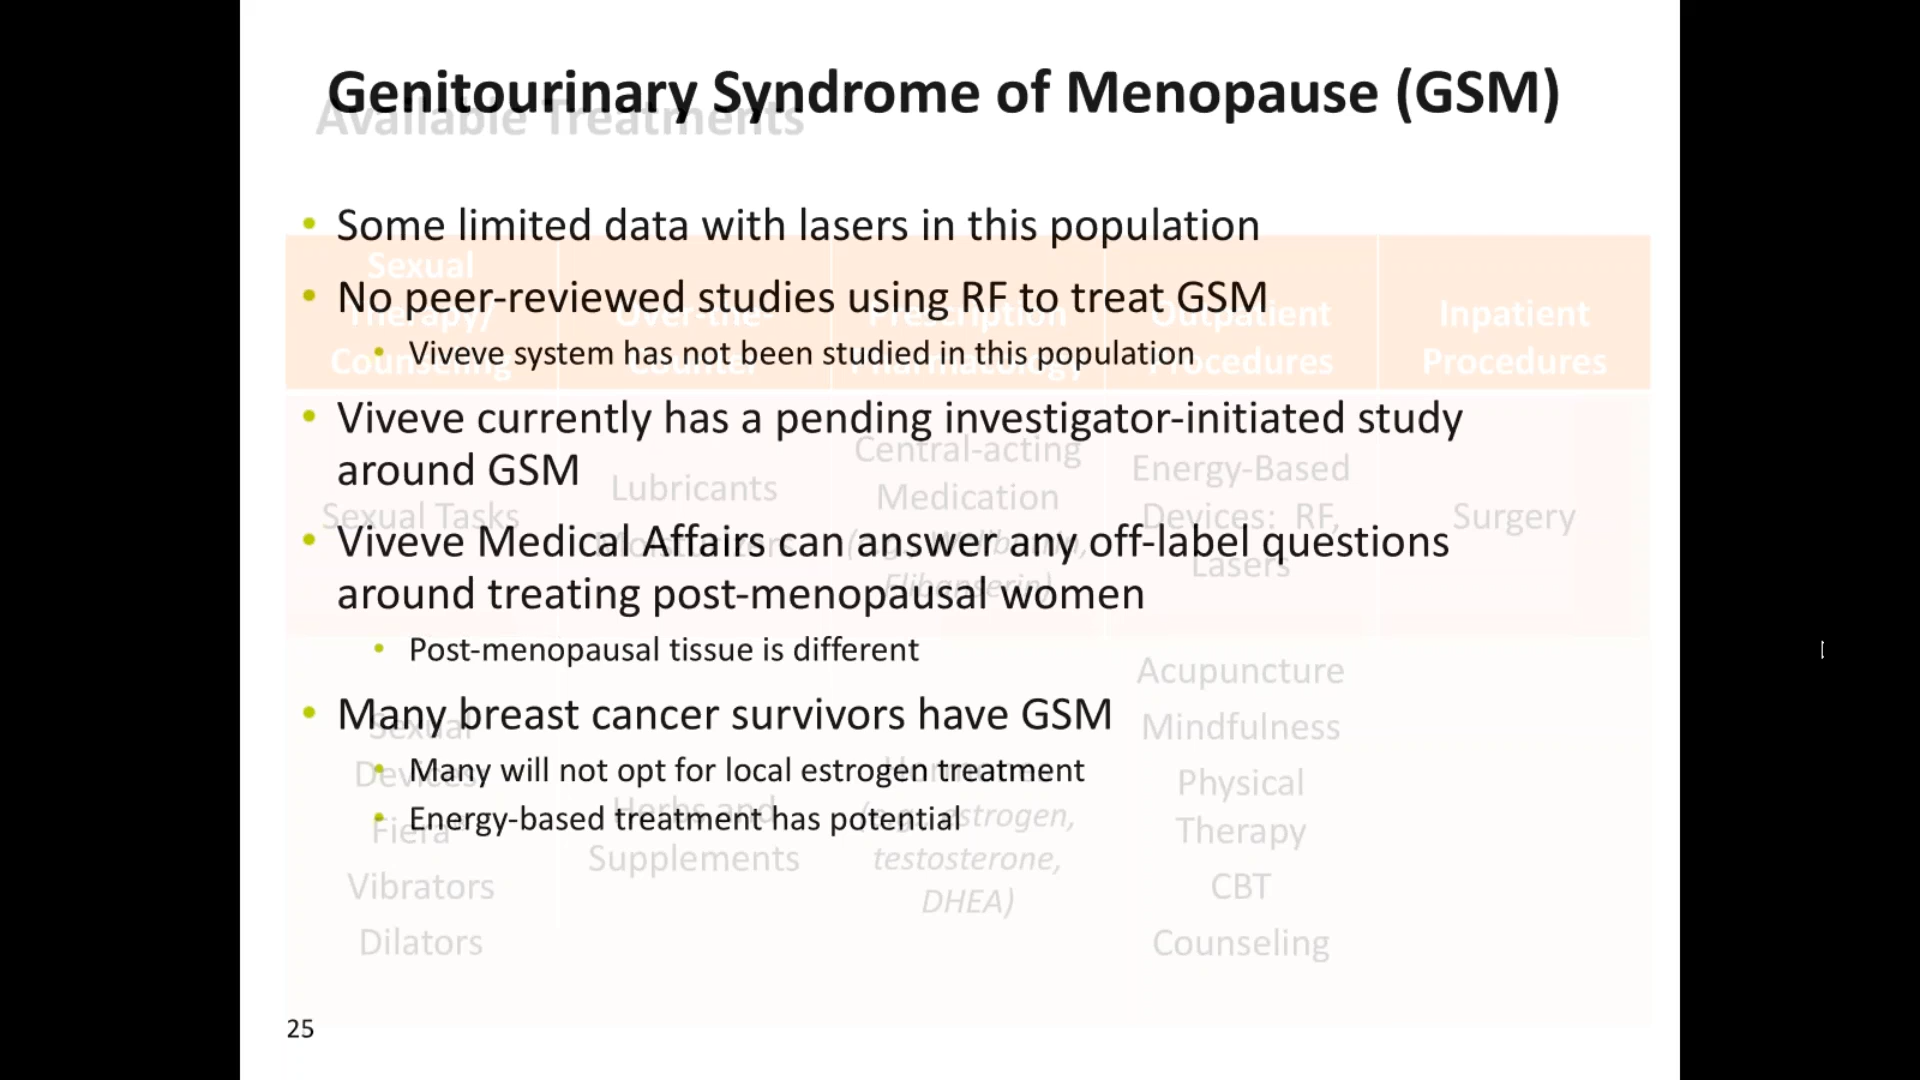 Genitourinary Syndrome of Menopause (GSM)
Available Treatments
• Some limited data with lasers in this population
• No peer-reviewed studies using RF to treat GSM
• Viveve system has not been studied in this population
• Viveve currently has a pending investigator-initiated study
around GSM
• Viveve Medical Affairs can answer any off-label questions
around treating post-menopausal women
• Post-menopausal tissue is different
• Many breast cancer survivors have GSM
• Many will not opt for local estrogen treatment
• Energy-based treatment has potential
Sexual
Therapy/
Counseling
Over-the-
Counter
Prescription
Pharmacology
Outpatient
Procedures
Inpatient
Procedures
Sexual Tasks
Lubricants
Moisturizers
Central-acting
Medication
(e.g., Wellbutrin,
Flibanserin)
Energy-Based
Devices: RF,
Lasers
Surgery
Sexual
Devices
Fiera
Vibrators
Dilators
Herbs and
Supplements
Hormones
(e.g., estrogen,
testosterone,
DHEA)
Acupuncture
Mindfulness
Physical
Therapy
CBT
Counseling
25